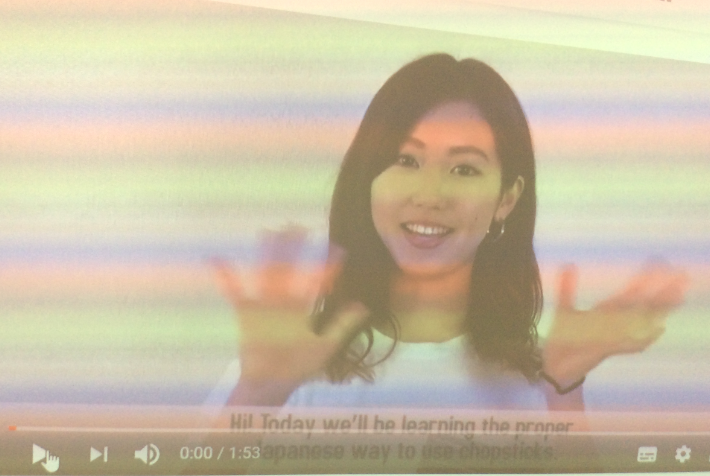 Hi! Today we'll be learning the proper
Japanese way to use chopsticks.
0:00 / 1:53